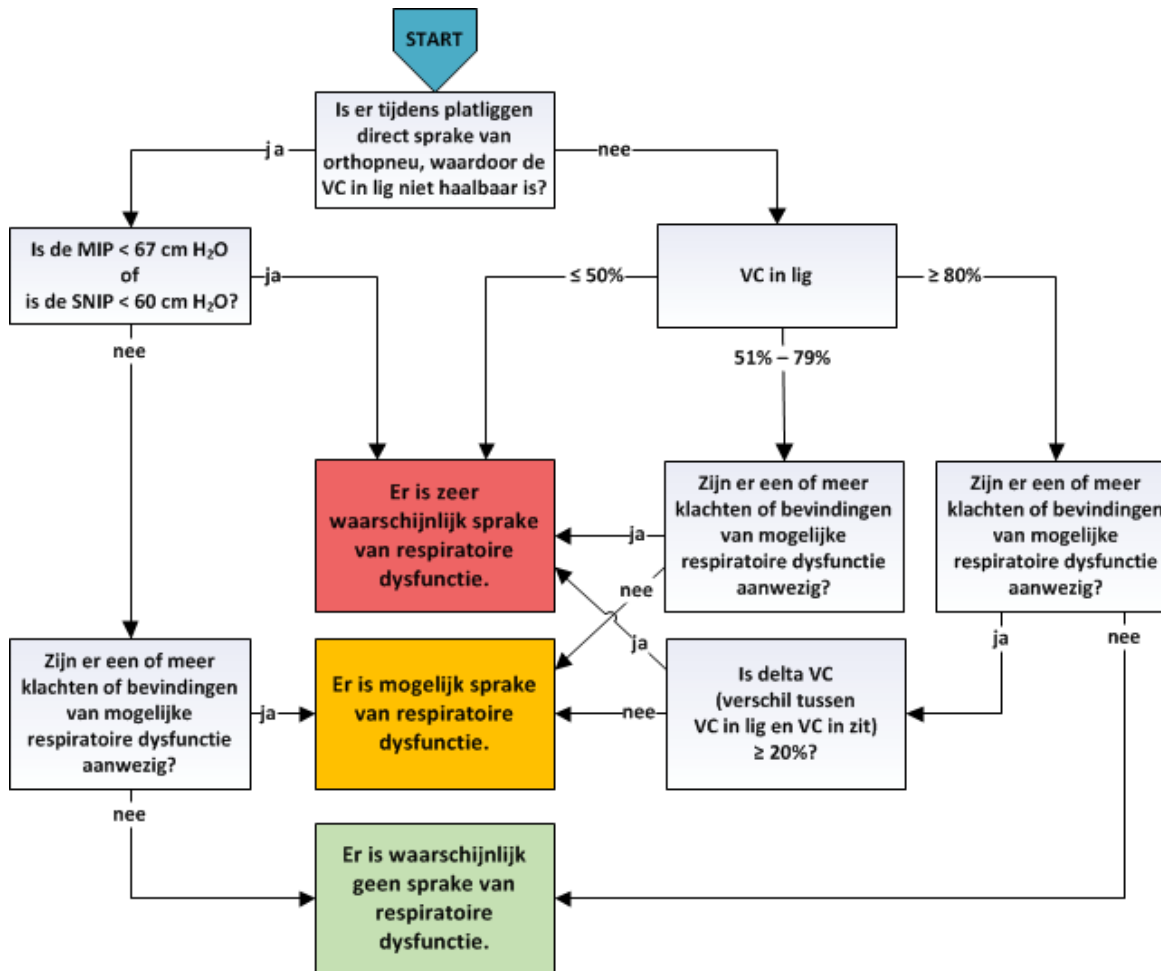 START
Is er tijdens platliggen
direct sprake van
orthopneu, waardoor de
VC in lig niet haalbaar is?
ja
nee
Is de MIP < 67 cm H₂O
of
is de SNIP < 60 cm H₂O?
ja
nee
VC in lig
≤ 50%
≥ 80%
51% – 79%
Er is zeer
waarschijnlijk sprake
van respiratoire
dysfunctie.
Zijn er een of meer
klachten of bevindingen
van mogelijke
respiratoire dysfunctie
aanwezig?
ja
nee
Zijn er een of meer
klachten of bevindingen
van mogelijke
respiratoire dysfunctie
aanwezig?
ja
nee
Zijn er een of meer
klachten of bevindingen
van mogelijke
respiratoire dysfunctie
aanwezig?
ja
nee
Er is mogelijk sprake
van respiratoire
dysfunctie.
Is delta VC
(verschil tussen
VC in lig en VC in zit)
≥ 20%?
ja
nee
Er is waarschijnlijk
geen sprake van
respiratoire
dysfunctie.